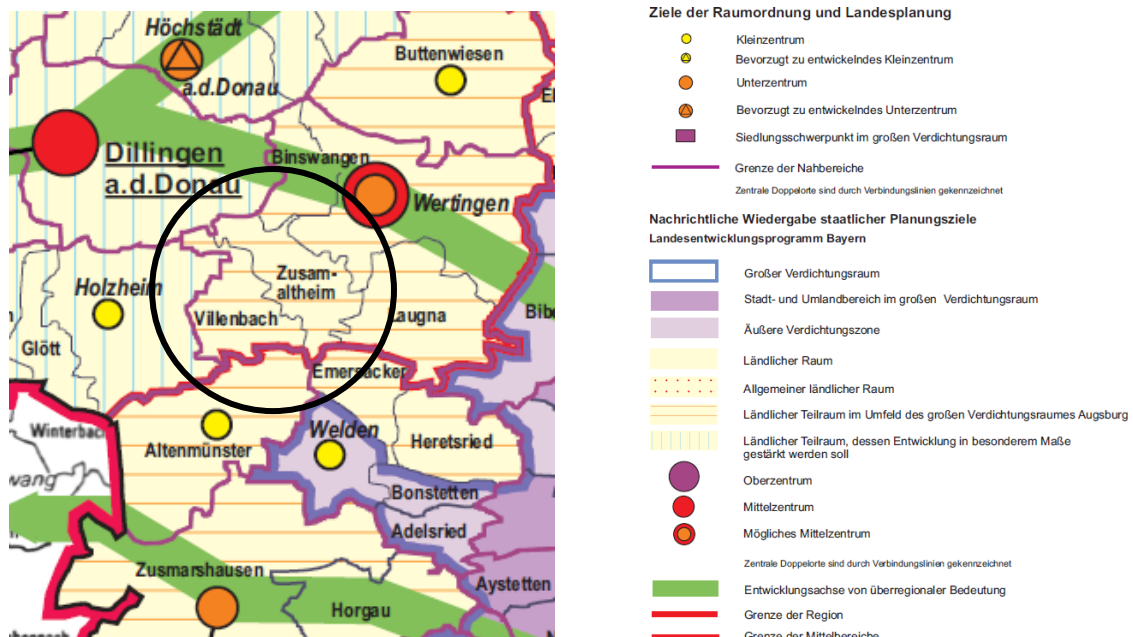 Höchstädt
a.d.Donau
Buttenwiesen
Dillingen
a.d.Donau
Binswangen
Wertingen
Holzheim
Zusam-
altheim
Villenbach
Laugna
Glött
Emersacker
Winterbach
Altenmünster
Welden
Heretsried
Bonstetten
Adelsried
Zusmarshausen
Aystetten
Horgau
Ziele der Raumordnung und Landesplanung
Kleinzentrum
Bevorzugt zu entwickelndes Kleinzentrum
Unterzentrum
Bevorzugt zu entwickelndes Unterzentrum
Siedlungsschwerpunkt im großen Verdichtungsraum
Grenze der Nahbereiche
Zentrale Doppelorte sind durch Verbindungslinien gekennzeichnet
Nachrichtliche Wiedergabe staatlicher Planungsziele
Landesentwicklungsprogramm Bayern
Großer Verdichtungsraum
Stadt- und Umlandbereich im großen Verdichtungsraum
Äußere Verdichtungszone
Ländlicher Raum
Allgemeiner ländlicher Raum
Ländlicher Teilraum im Umfeld des großen Verdichtungsraumes Augsburg
Ländlicher Teilraum, dessen Entwicklung in besonderem Maße
gestärkt werden soll
Oberzentrum
Mittelzentrum
Mögliches Mittelzentrum
Zentrale Doppelorte sind durch Verbindungslinien gekennzeichnet
Entwicklungsachse von überregionaler Bedeutung
Grenze der Region
Grenze der Mittelbereiche